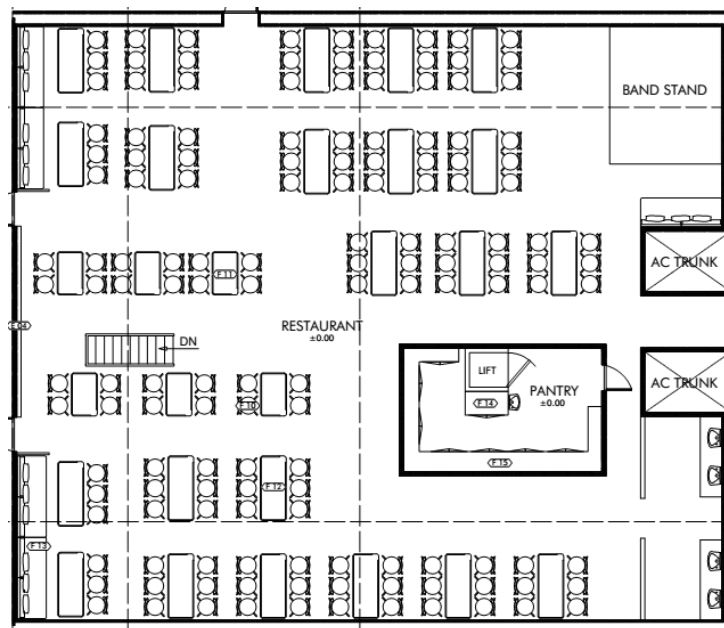 BAND STAND
AC TRUNK
F.11
F.04
RESTAURANT
±0.00
DN
LIFT
PANTRY
±0.00
AC TRUNK
F.10
F.14
F.15
F.12
F.13